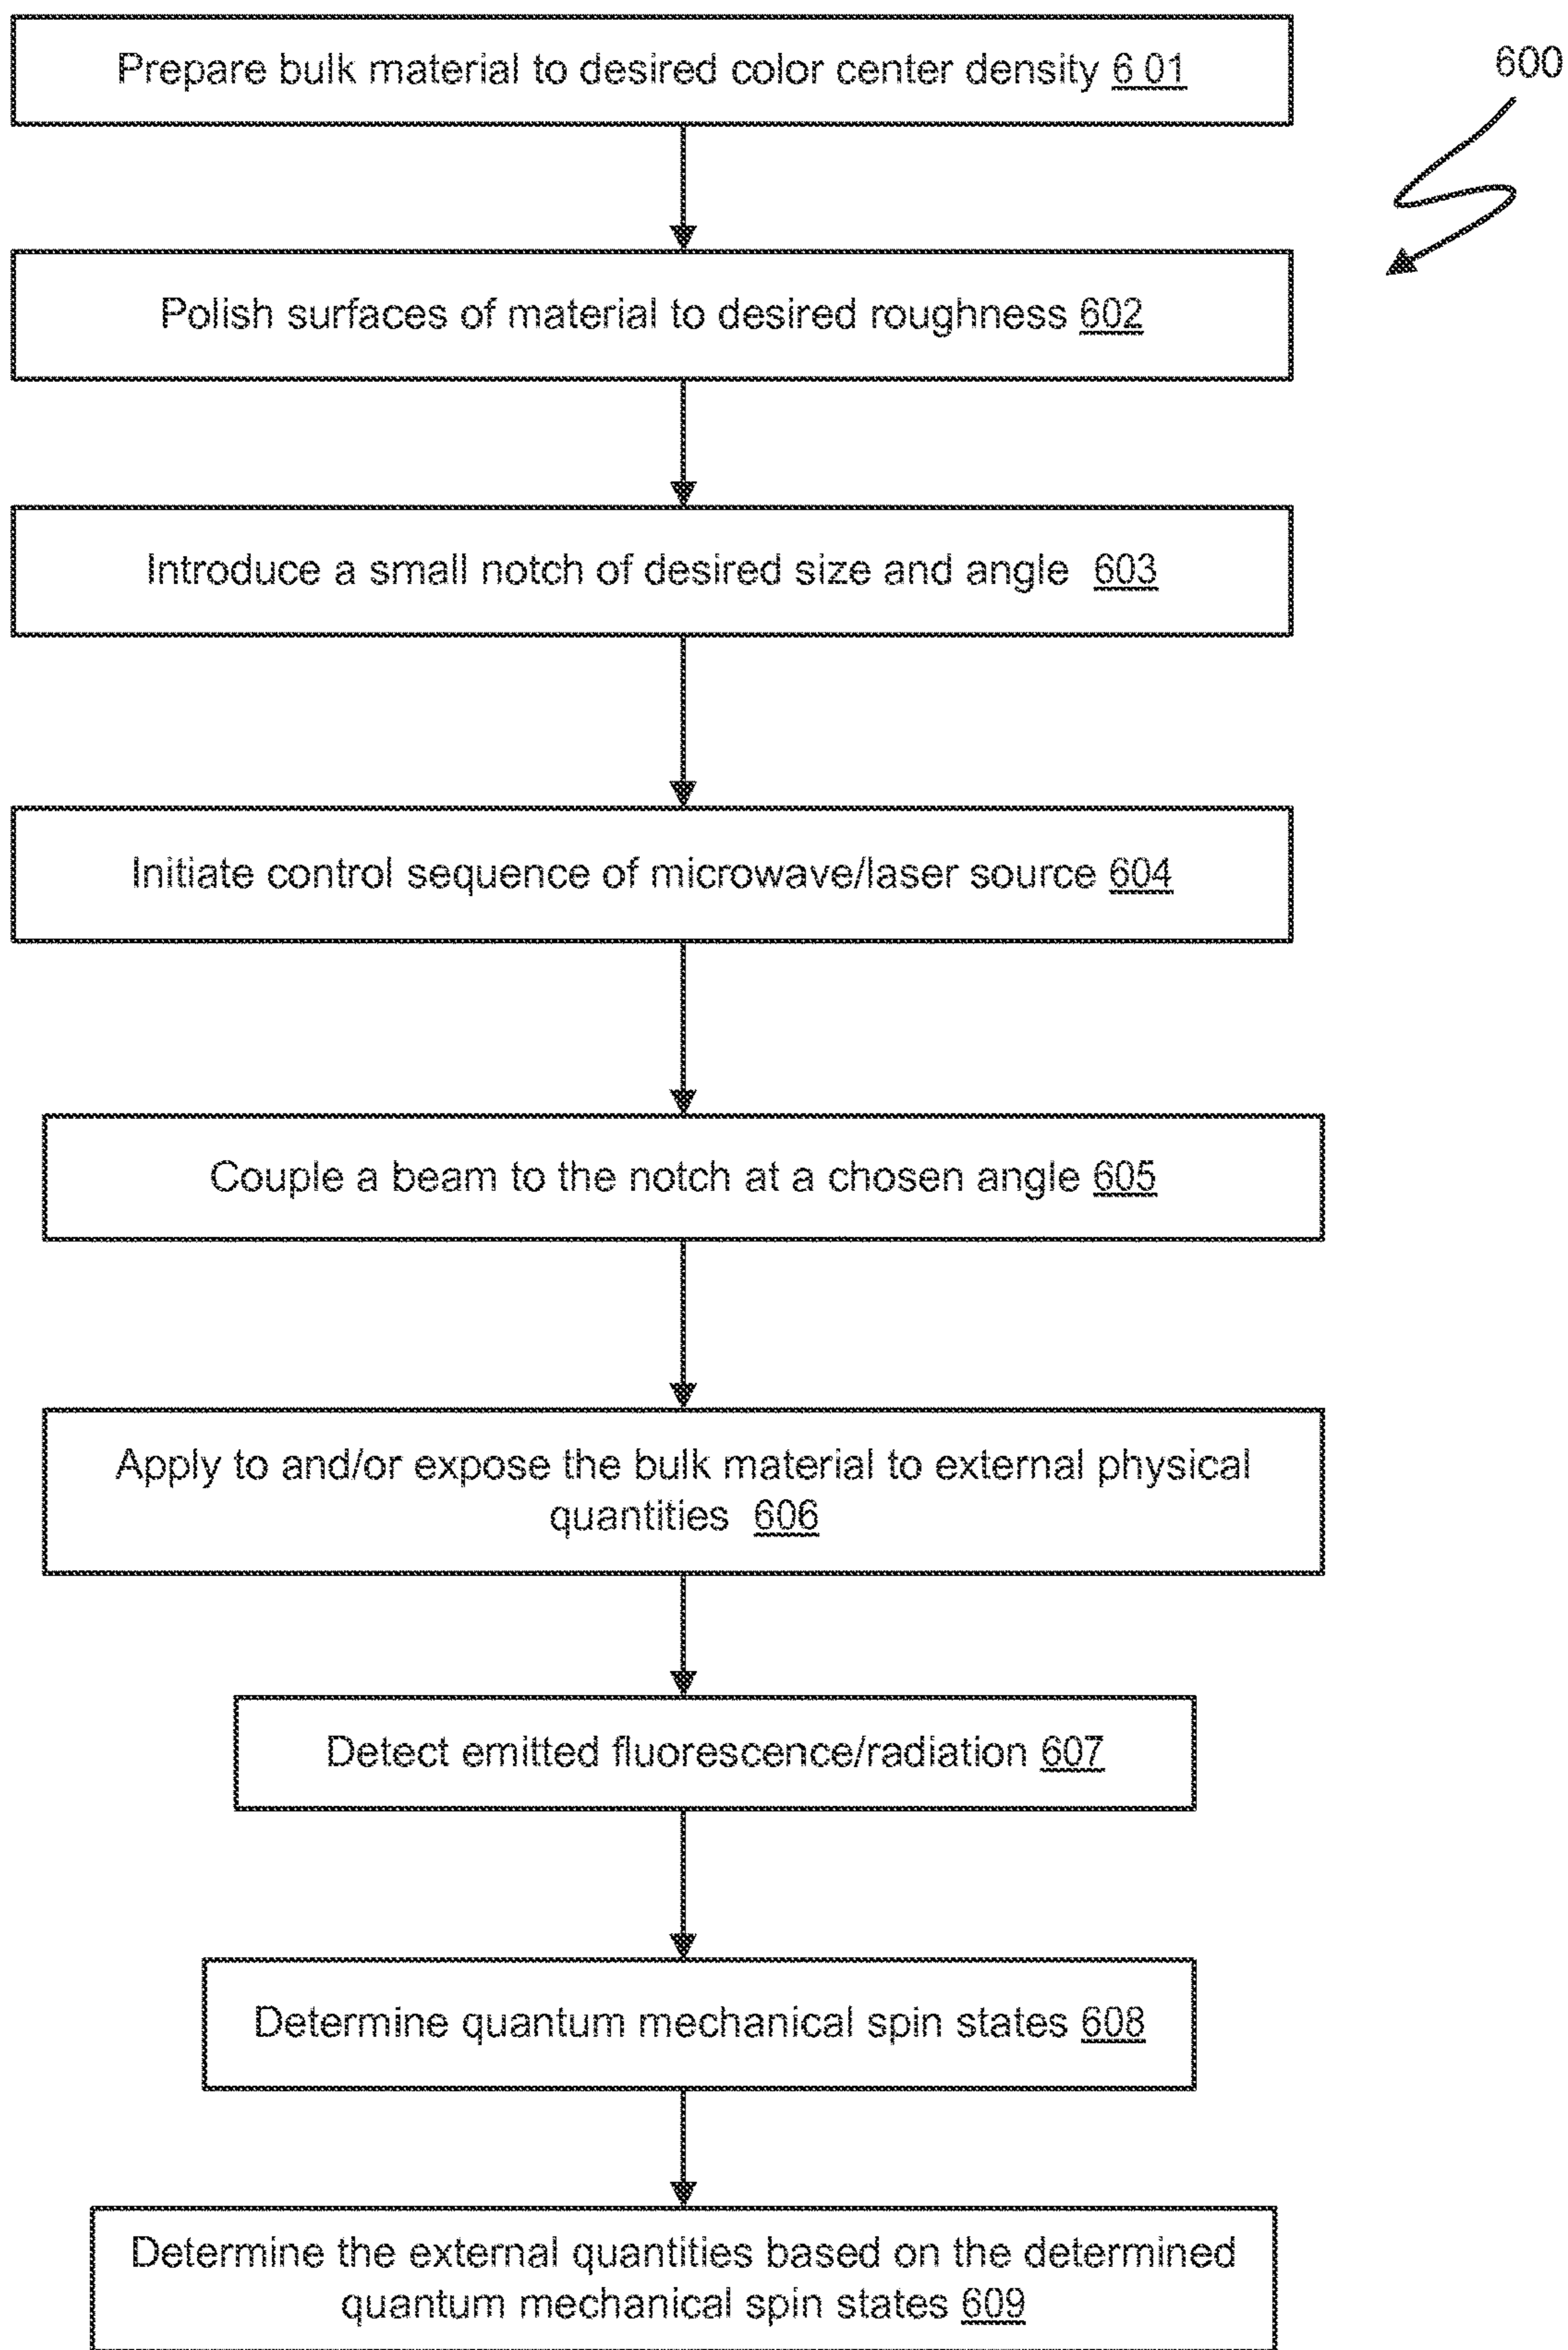 Prepare bulk material to desired color center density 6 01
600
Polish surfaces of material to desired roughness 602
Introduce a small notch of desired size and angle 603
Initiate control sequence of microwave/laser source 604
Couple a beam to the notch at a chosen angle 605
Apply to and/or expose the bulk material to external physical
quantities 606
Detect emitted fluorescence/radiation 607
Determine quantum mechanical spin states 608
Determine the external quantities based on the determined
quantum mechanical spin states 609